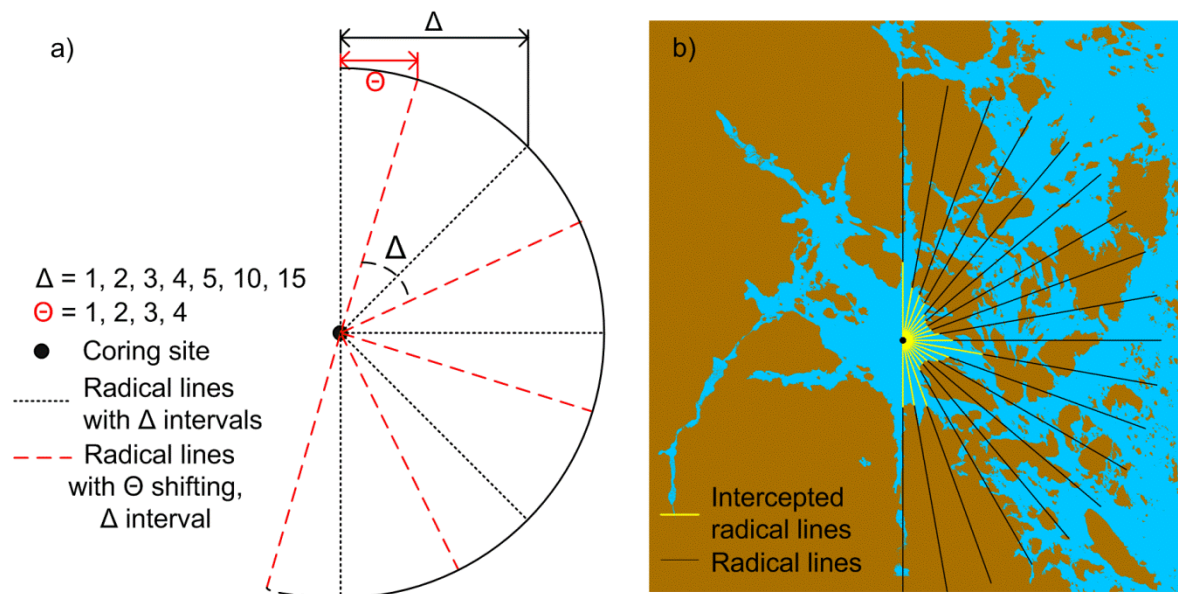 a)
Δ
Θ
Δ
Δ = 1, 2, 3, 4, 5, 10, 15
Θ = 1, 2, 3, 4
Coring site
Radical lines
with Δ intervals
Radical lines
with Θ shifting,
Δ interval
b)
Intercepted
radical lines
Radical lines